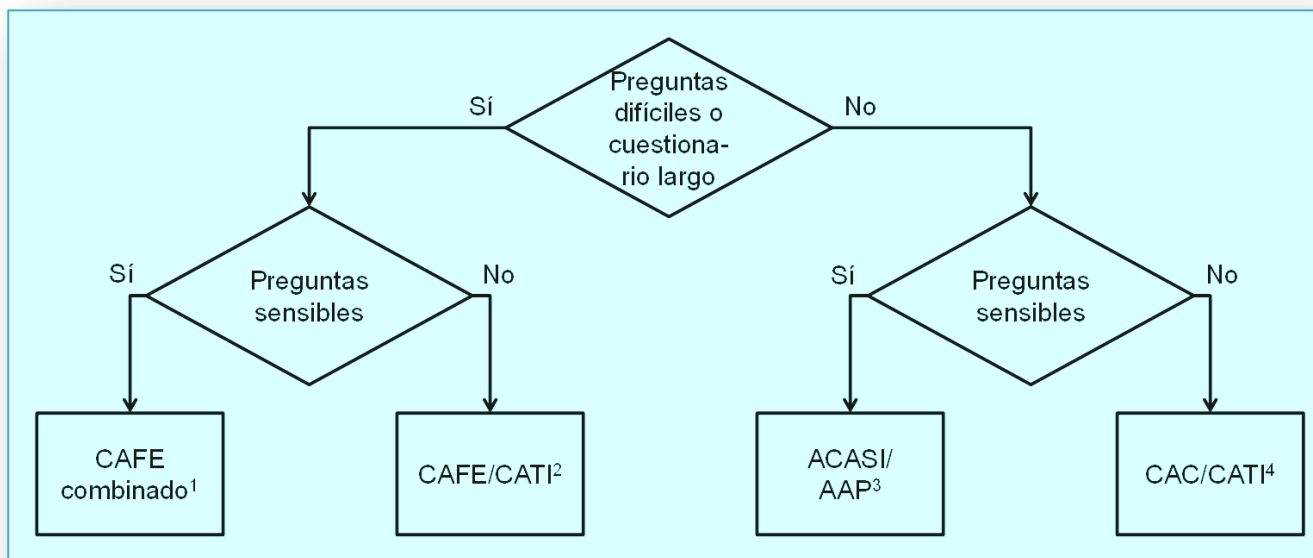 Preguntas
difíciles o
cuestiona-
rio largo
Sí
No
Preguntas
sensibles
Sí
No
Preguntas
sensibles
Sí
No
CAFE
combinado¹
CAFE/CATI²
ACASI/
AAP³
CAC/CATI⁴